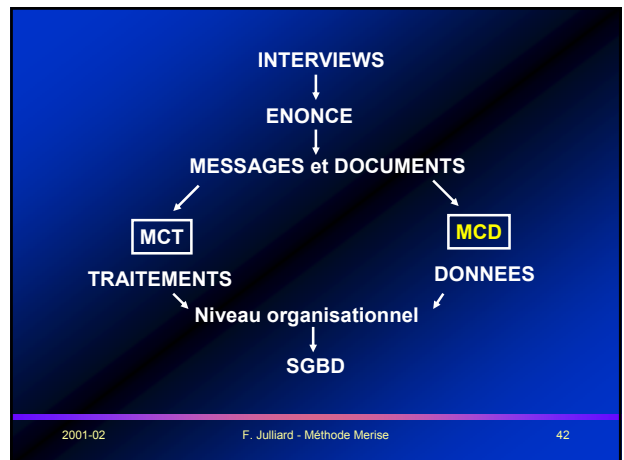 INTERVIEWS
ENONCE
MESSAGES et DOCUMENTS
MCT
MCD
TRAITEMENTS
DONNEES
Niveau organisationnel
SGBD
2001-02
F. Julliard - Méthode Merise
42